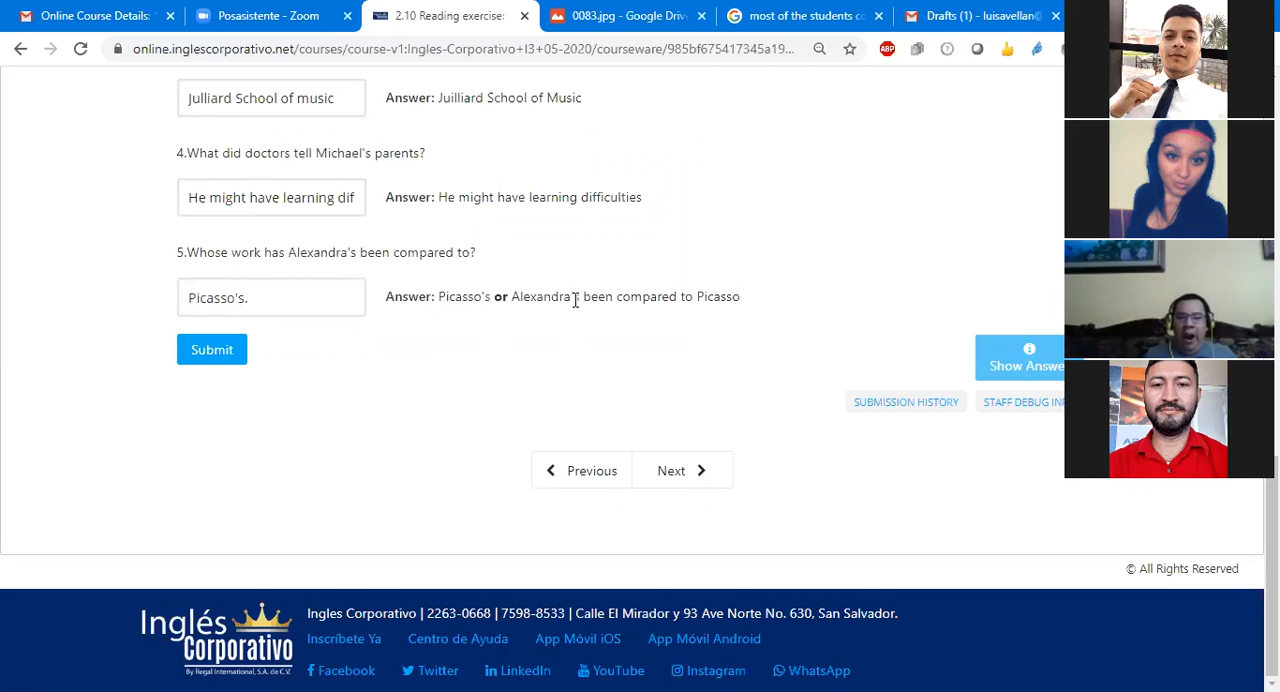 Online Course Details: "
Posasistente - Zoom
2.10 Reading exercise:
0083.jpg - Google Driv
most of the students co
Drafts (1) - luisavellan
online.inglescorporativo.net/courses/course-v1:Ingles-Corporativo+I3+05-2020/courseware/985bf675417345a19...
ABP
Julliard School of music
Answer: Juilliard School of Music
4.What did doctors tell Michael's parents?
He might have learning dif
Answer: He might have learning difficulties
5.Whose work has Alexandra's been compared to?
Picasso's.
Answer: Picasso's or Alexandra's been compared to Picasso
Submit
Show Answe
SUBMISSION HISTORY
STAFF DEBUG INF
Previous
Next
© All Rights Reserved
Inglés Corporativo
By Regal International, S.A. de C.V.
Ingles Corporativo | 2263-0668 | 7598-8533 | Calle El Mirador y 93 Ave Norte No. 630, San Salvador.
Inscríbete Ya
Centro de Ayuda
App Móvil iOS
App Móvil Android
Facebook
Twitter
LinkedIn
YouTube
Instagram
WhatsApp